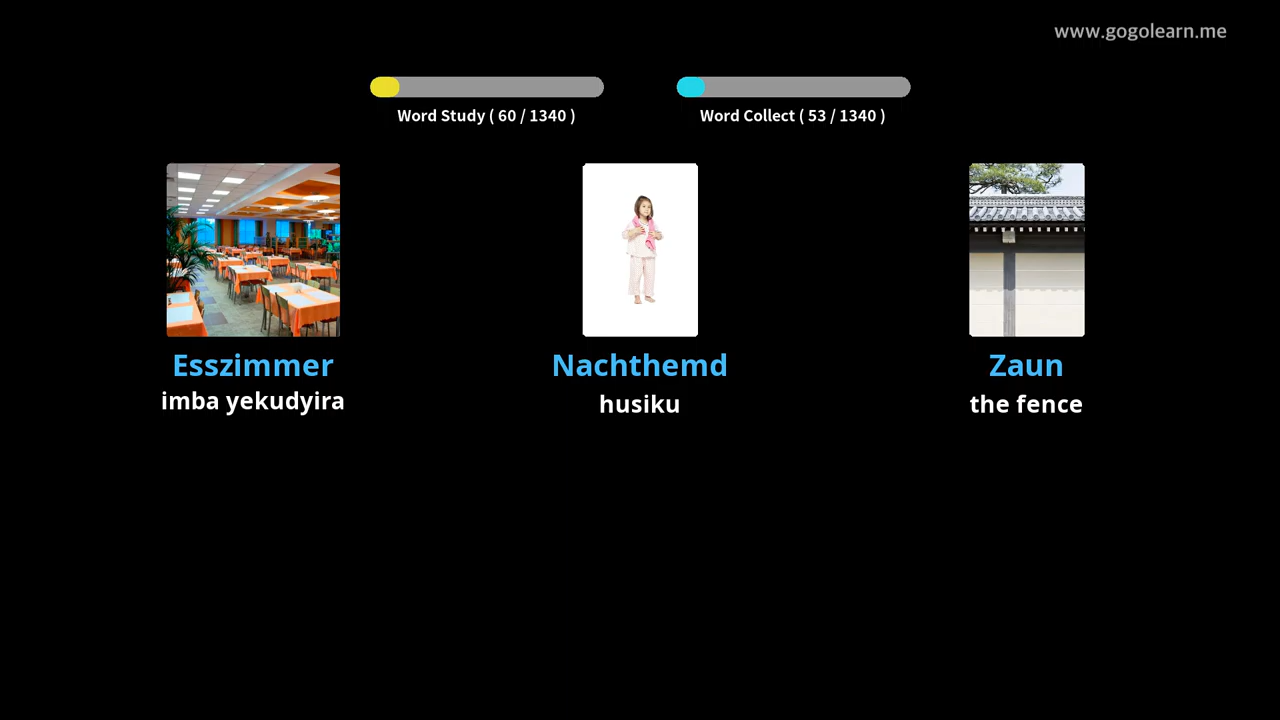 www.gogolearn.me
Word Study ( 60 / 1340 )
Word Collect ( 53 / 1340 )
Esszimmer
imba yekudyira
Nachthemd
husiku
Zaun
the fence